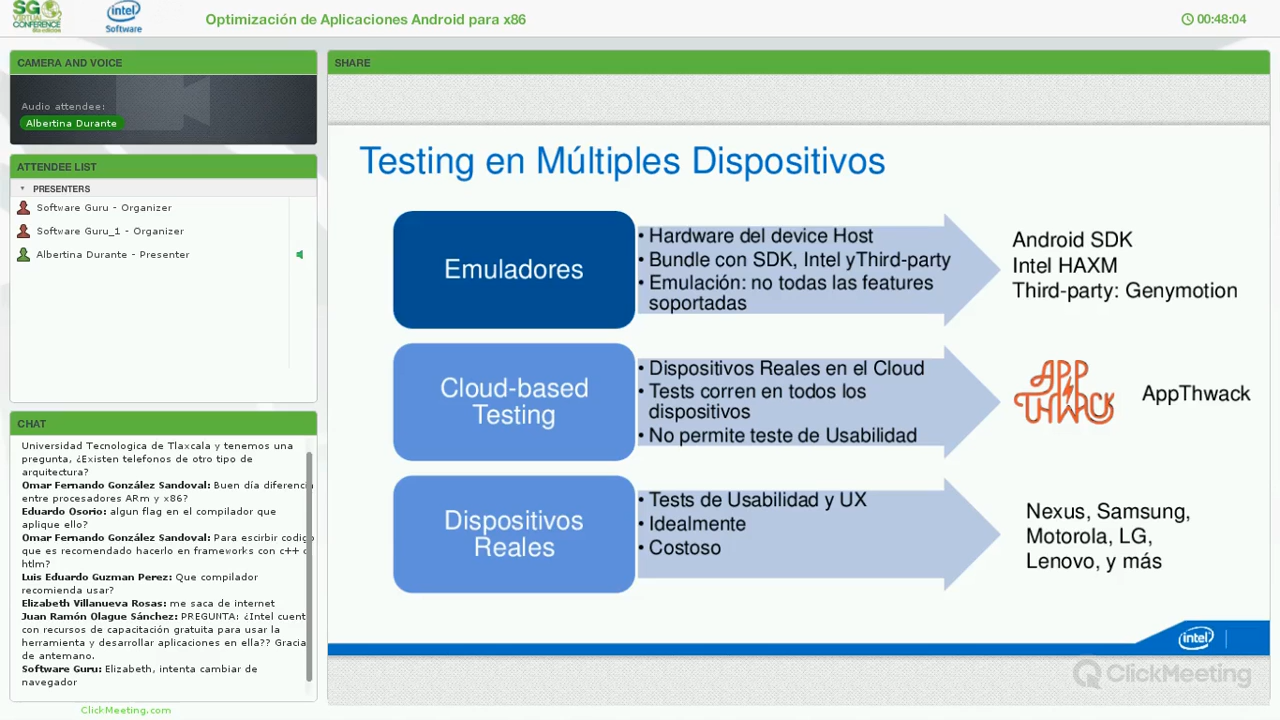 SG
VIRTUAL
CONFERENCE
intel
Software
Optimización de Aplicaciones Android para x86
00:48:04
CAMERA AND VOICE
Audio attendee:
Albertina Durante
ATTENDEE LIST
PRESENTERS
Software Guru - Organizer
Software Guru_1 - Organizer
Albertina Durante - Presenter
CHAT
Universidad Tecnologica de Tlaxcala y tenemos una
pregunta, ¿Existen telefonos de otro tipo de
arquitectura?
Omar Fernando González Sandoval: Buen día diferenci
entre procesadores ARm y x86?
Eduardo Osorio: algun flag en el compilador que
aplique ello?
Omar Fernando González Sandoval: Para escirbir codig
que es recomendado hacerlo en frameworks con c++ o
htlm?
Luis Eduardo Guzman Perez: Que compilador
recomienda usar?
Elizabeth Villanueva Rosas: me saca de internet
Juan Ramón Olague Sánchez: PREGUNTA: ¿Intel cuent
con recursos de capacitación gratuita para usar la
herramienta y desarrollar aplicaciones en ella?? Gracia
de antemano.
Software Guru: Elizabeth, intenta cambiar de
navegador
ClickMeeting.com
SHARE
Testing en Múltiples Dispositivos
Emuladores
• Hardware del device Host
• Bundle con SDK, Intel yThird-party
• Emulación: no todas las features
soportadas
Android SDK
Intel HAXM
Third-party: Genymotion
Cloud-based
Testing
• Dispositivos Reales en el Cloud
• Tests corren en todos los
dispositivos
• No permite teste de Usabilidad
APP
THWACK
AppThwack
Dispositivos
Reales
• Tests de Usabilidad y UX
• Idealmente
• Costoso
Nexus, Samsung,
Motorola, LG,
Lenovo, y más
intel
ClickMeeting